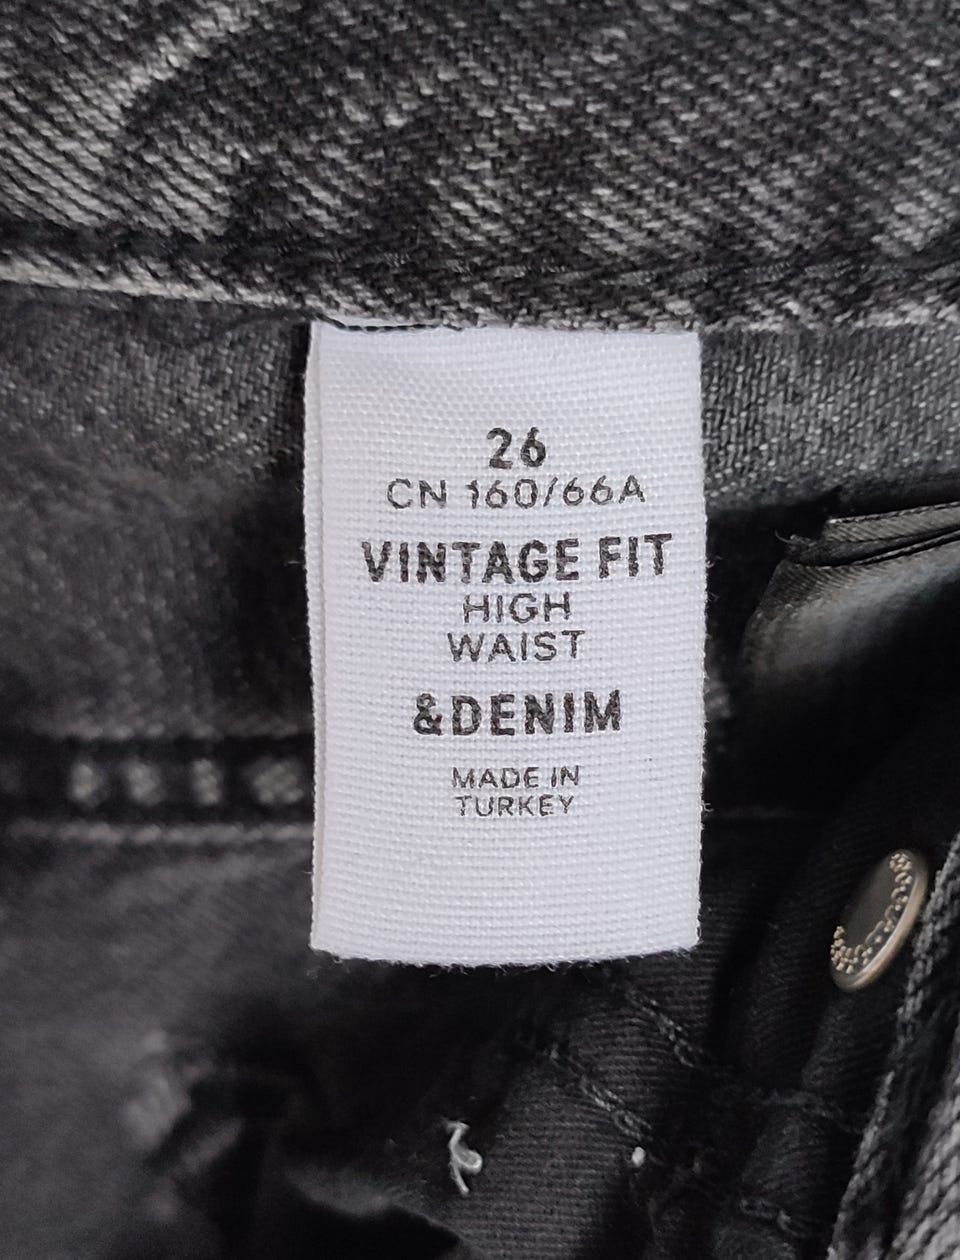 26
CN 160/66A
VINTAGE FIT
HIGH
WAIST
&DENIM
MADE IN
TURKEY